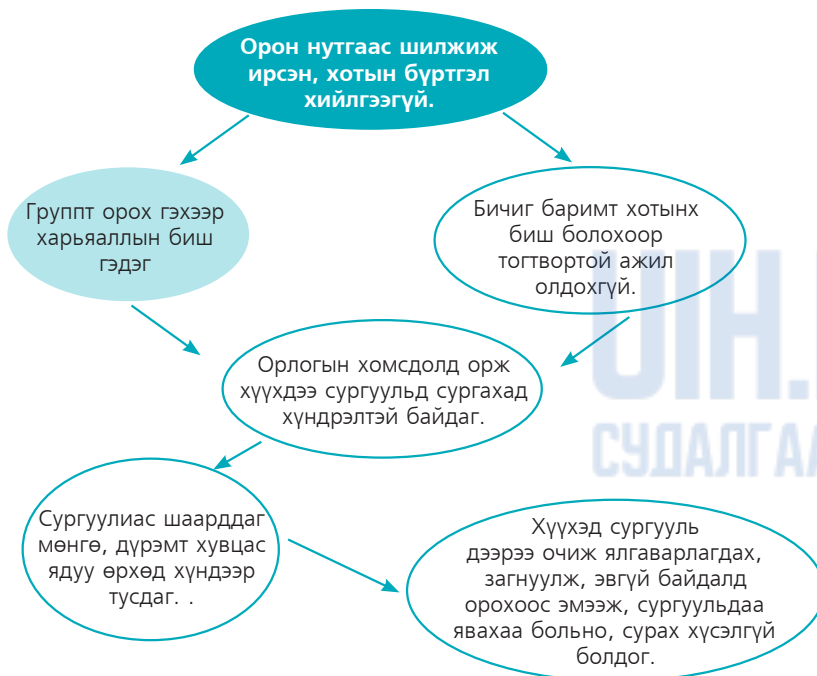 Орон нутгаас шилжиж
ирсэн, хотын бүртгэл
хийлгээгүй.
Группт орох гэхээр
харьяаллын биш
гэдэг
Бичиг баримт хотынх
биш болохоор
тогтвортой ажил
олдохгүй.
Орлогын хомсдолд орж
хүүхдээ сургуульд сургахад
хүндрэлтэй байдаг.
Сургуулиас шаарддаг
мөнгө, дүрэмт хувцас
ядуу өрхөд хүндээр
тусдаг. .
Хүүхэд сургууль
дээрээ очиж ялгаварлагдах,
загнуулж, эвгүй байдалд
орохоос эмээж, сургуульдаа
явахаа больно, сурах хүсэлгүй
болдог.